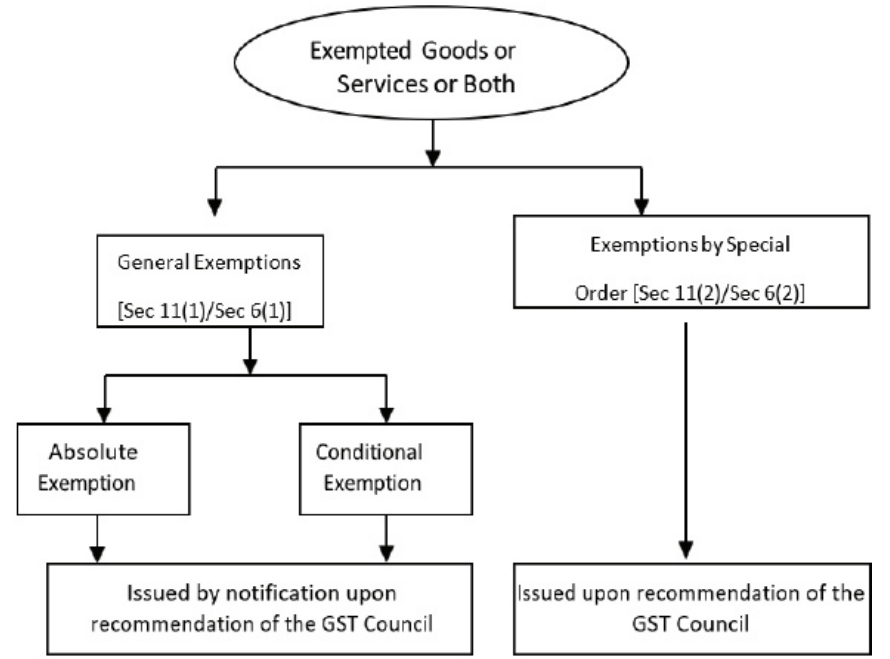 Exempted Goods or
Services or Both
General Exemptions
[Sec 11(1)/Sec 6(1)]
Exemptions by Special
Order [Sec 11(2)/Sec 6(2)]
Absolute
Exemption
Conditional
Exemption
Issued by notification upon
recommendation of the GST Council
Issued upon recommendation of the
GST Council